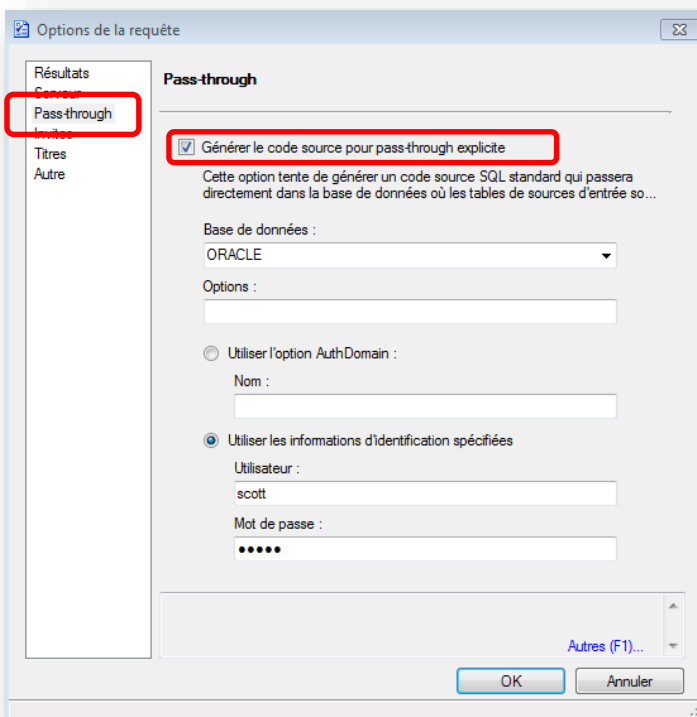 Options de la requête
Résultats
Serveur
Pass-through
Invites
Titres
Autre
Pass-through
Générer le code source pour pass-through explicite
Cette option tente de générer un code source SQL standard qui passera
directement dans la base de données où les tables de sources d'entrée so...
Base de données :
ORACLE
Options :
Utiliser l'option AuthDomain :
Nom :
Utiliser les informations d'identification spécifiées
Utilisateur :
scott
Mot de passe :
•••••
Autres (F1)...
OK
Annuler